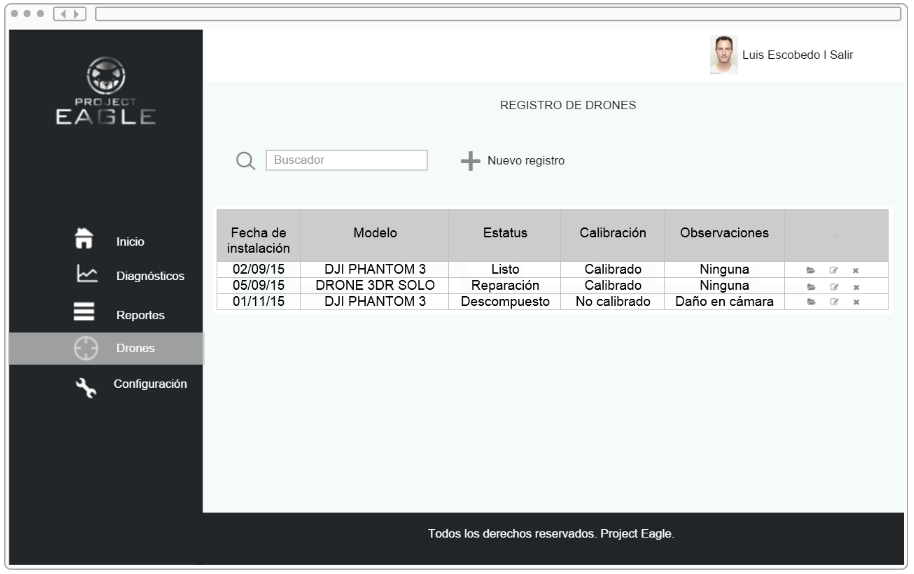 Luis Escobedo | Salir
PROJECT
EAGLE
REGISTRO DE DRONES
Buscador
Nuevo registro
Inicio
Diagnósticos
Reportes
Drones
Configuración
Fecha de instalación Modelo Estatus Calibración Observaciones
02/09/15 DJI PHANTOM 3 Listo Calibrado Ninguna
05/09/15 DRONE 3DR SOLO Reparación Calibrado Ninguna
01/11/15 DJI PHANTOM 3 Descompuesto No calibrado Daño en cámara
Todos los derechos reservados. Project Eagle.